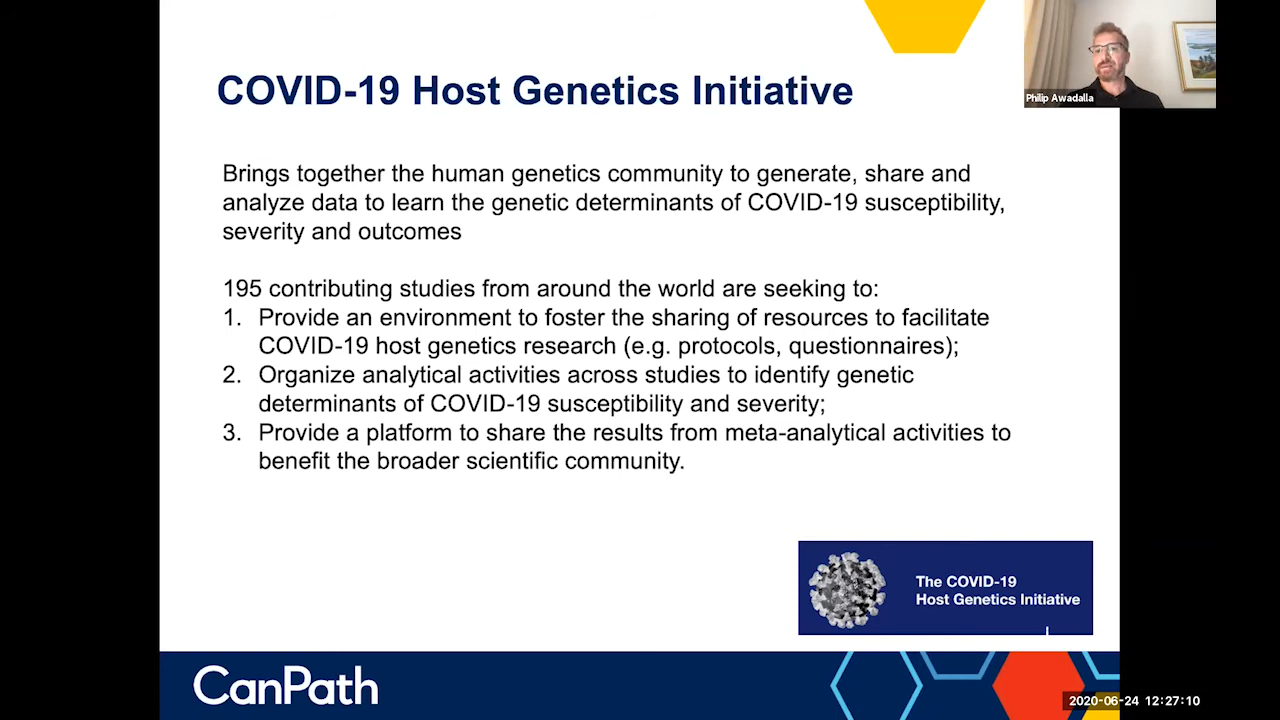 COVID-19 Host Genetics Initiative
Philip Awadalla
Brings together the human genetics community to generate, share and
analyze data to learn the genetic determinants of COVID-19 susceptibility,
severity and outcomes
195 contributing studies from around the world are seeking to:
1. Provide an environment to foster the sharing of resources to facilitate
COVID-19 host genetics research (e.g. protocols, questionnaires);
2. Organize analytical activities across studies to identify genetic
determinants of COVID-19 susceptibility and severity;
3. Provide a platform to share the results from meta-analytical activities to
benefit the broader scientific community.
The COVID-19
Host Genetics Initiative
CanPath
2020-06-24 12:27:10